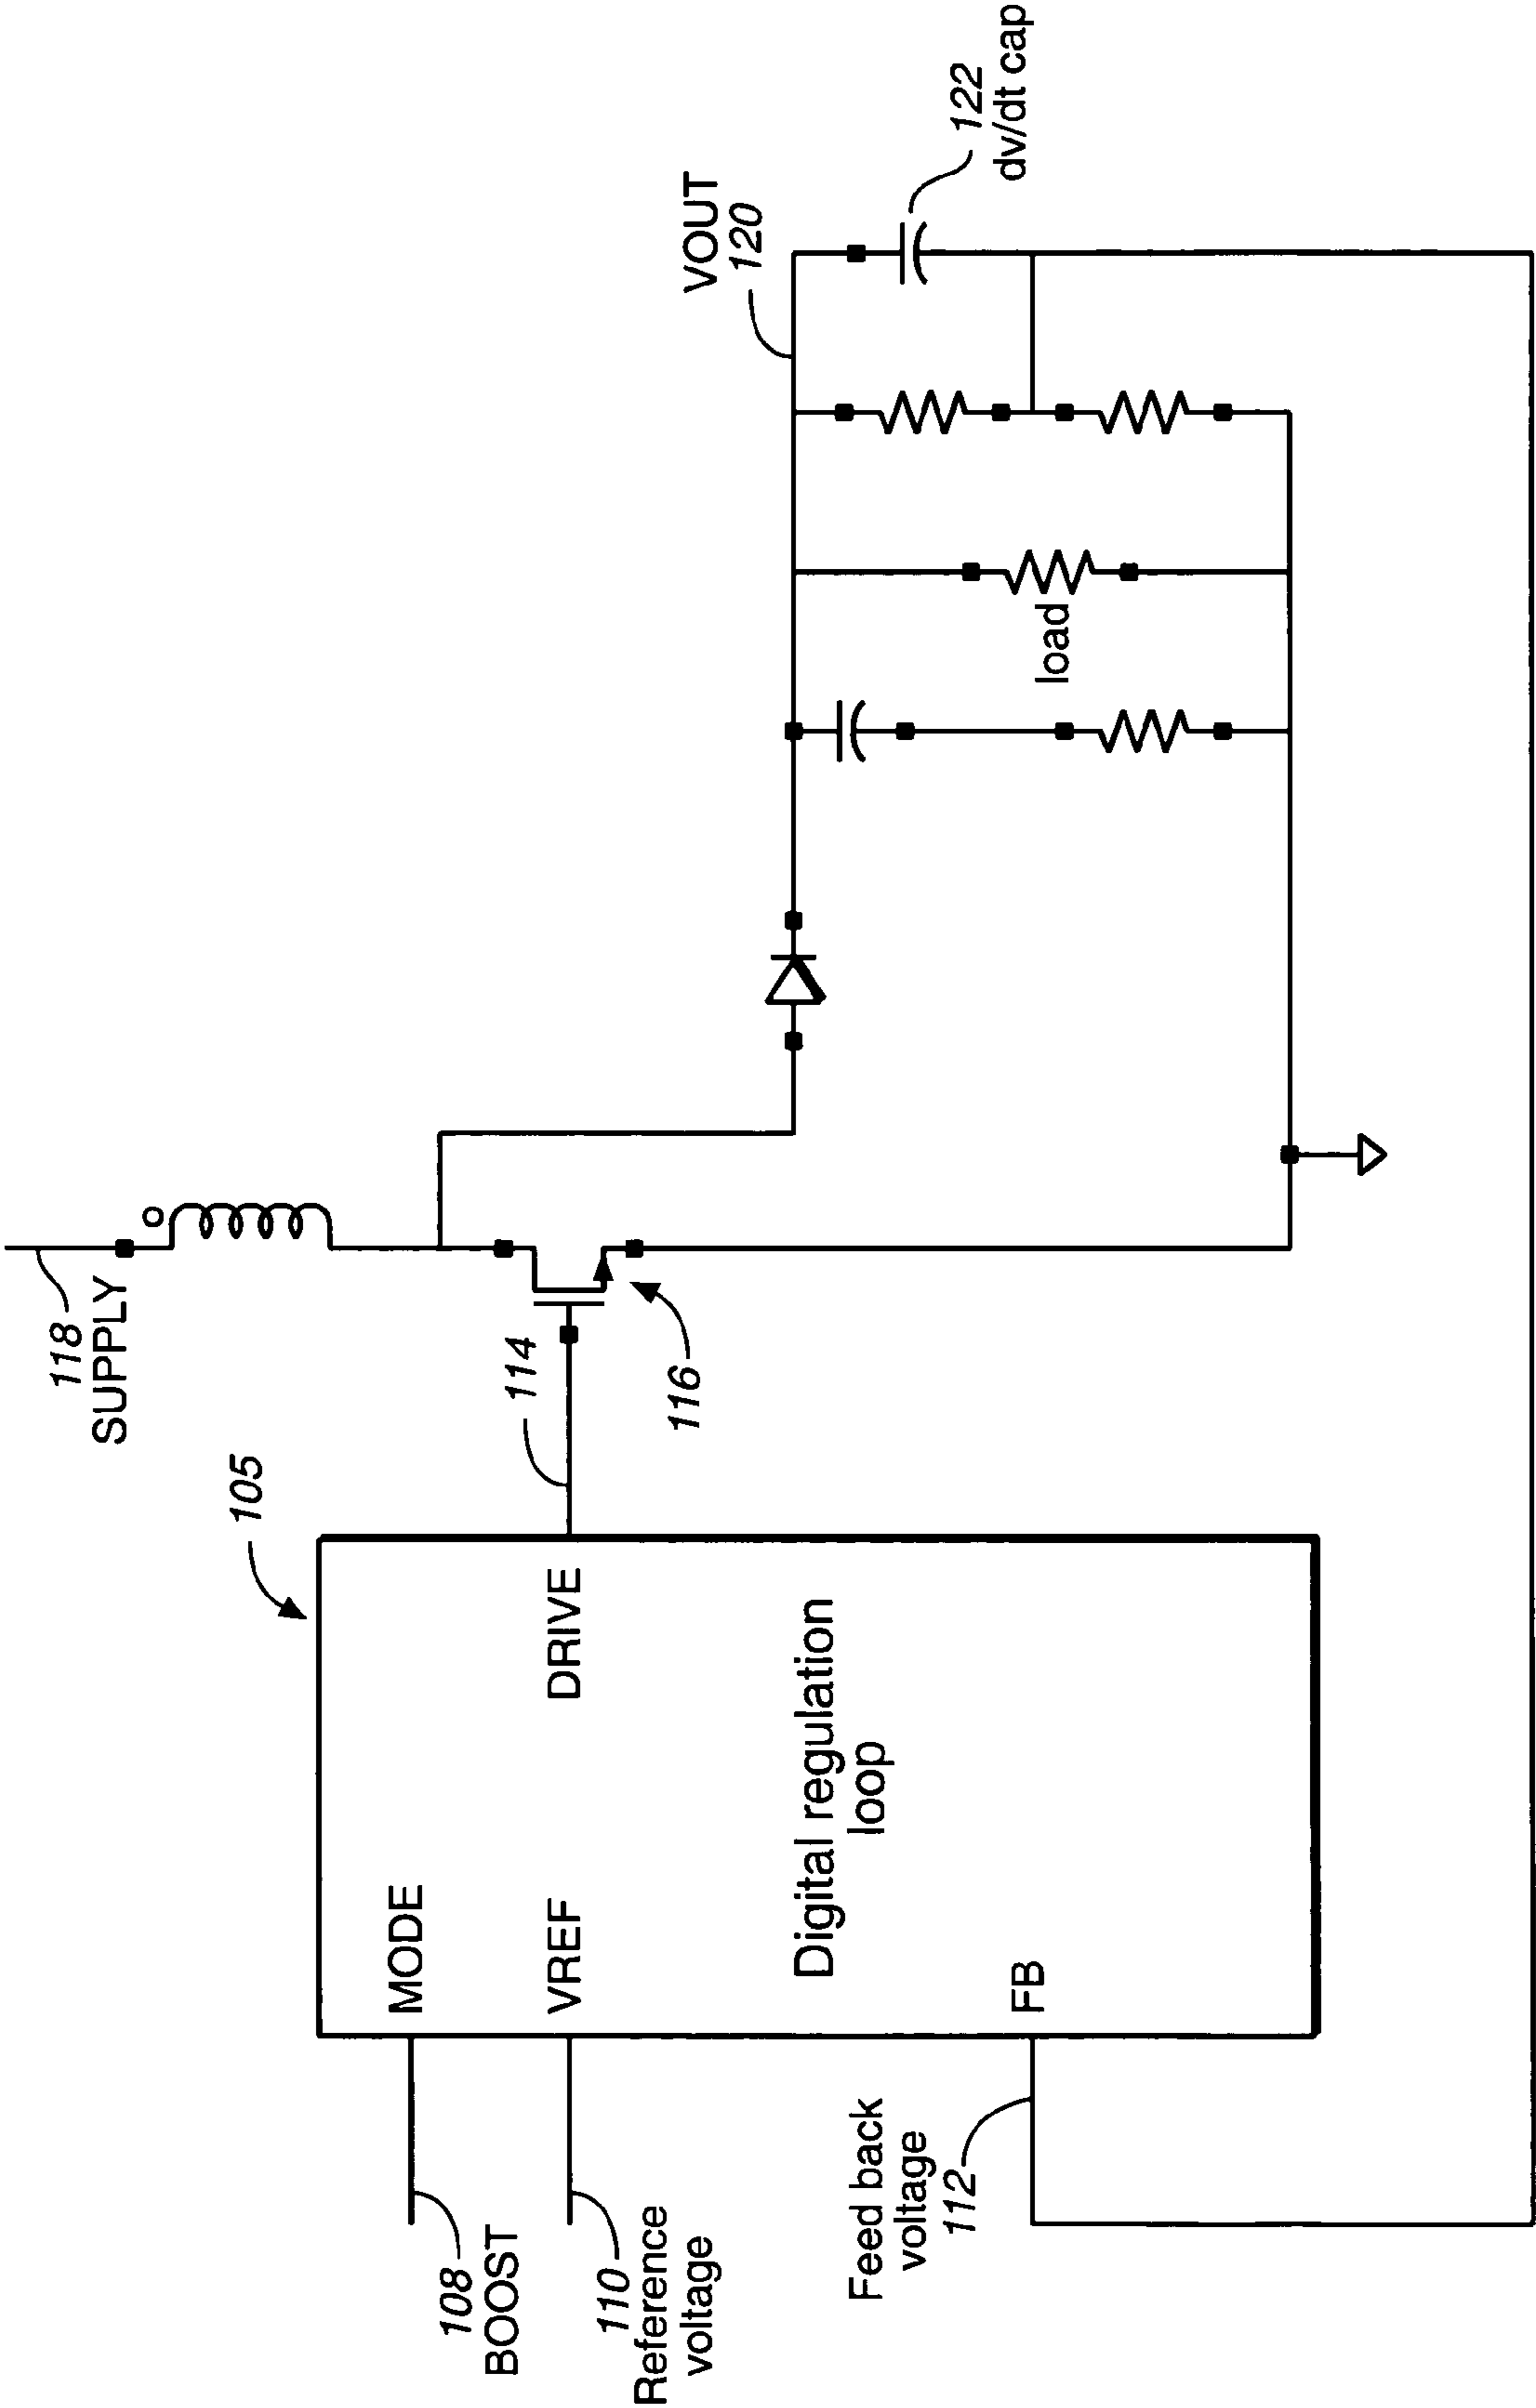 118
SUPPLY
105
114
116
VOUT
120
122
dv/dt cap
load
MODE
DRIVE
VREF
Digital regulation
loop
FB
108
BOOST
110
Reference
voltage
Feed back
voltage
112